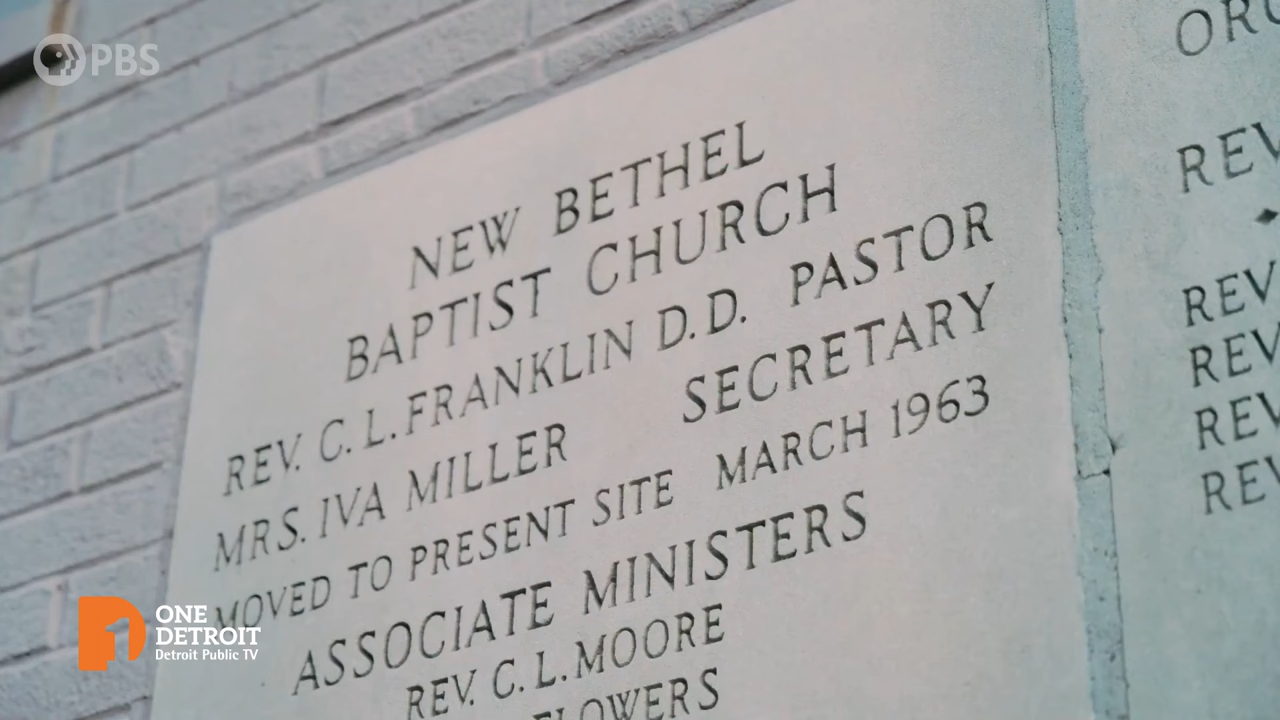 PBS
NEW BETHEL
BAPTIST CHURCH
REV. C. L. FRANKLIN D.D. PASTOR
MRS. IVA MILLER SECRETARY
MOVED TO PRESENT SITE MARCH 1963
ASSOCIATE MINISTERS
REV. C. L. MOORE
FLOWERS
REV
REV
REV
REV
REV
ONE
DETROIT
Detroit Public TV